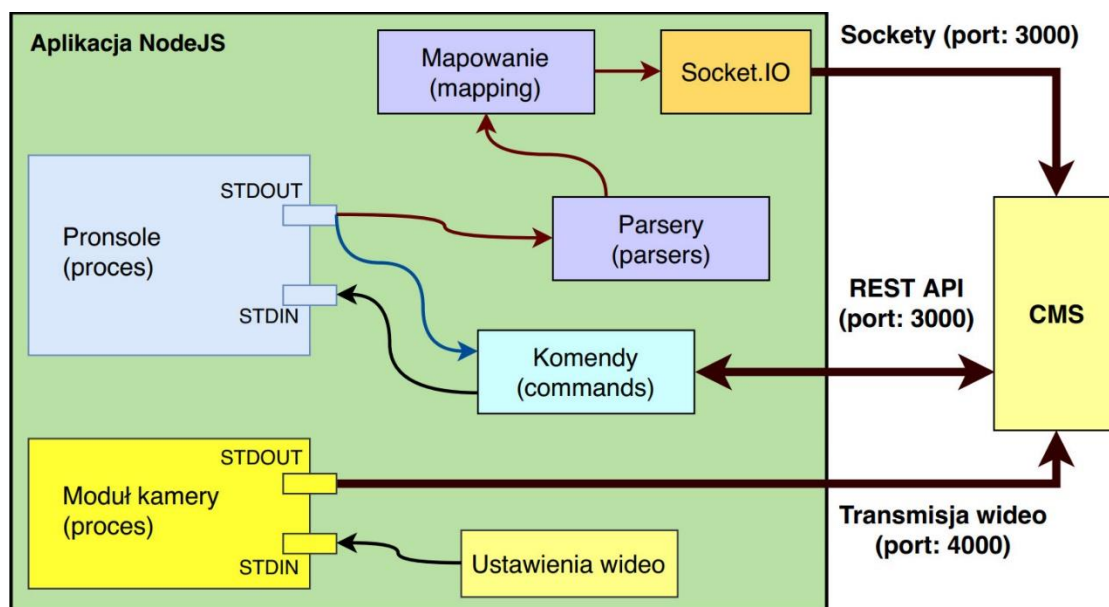 Aplikacja NodeJS
Mapowanie
(mapping)
Socket.IO
Sockety (port: 3000)
STDOUT
Pronsole
(proces)
STDIN
Parsery
(parsers)
REST API
(port: 3000)
CMS
Komendy
(commands)
STDOUT
Moduł kamery
(proces)
STDIN
Ustawienia wideo
Transmisja wideo
(port: 4000)